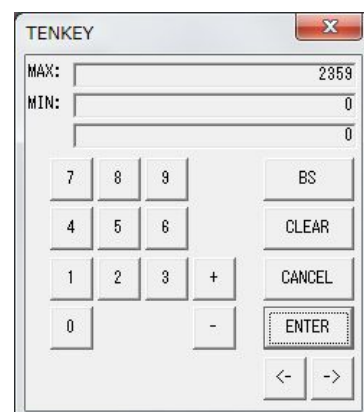 TENKEY
MAX: 2359
MIN: 0
0
7 8 9 BS
4 5 6 CLEAR
1 2 3 + CANCEL
0 - ENTER
<- ->